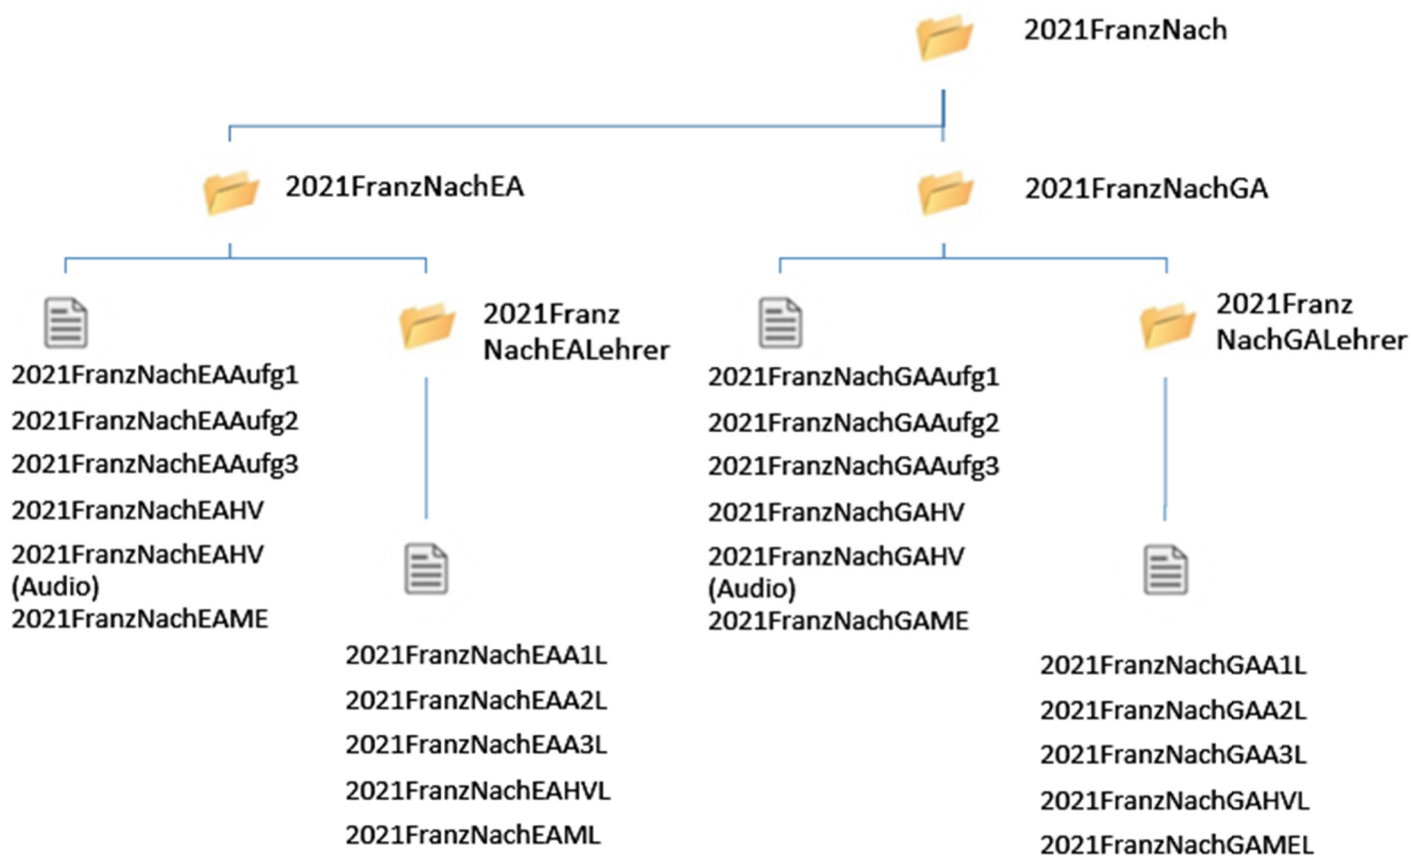 2021FranzNach
2021FranzNachEA
2021FranzNachGA
2021Franz
NachEALehrer
2021FranzNachEAAufg1
2021FranzNachEAAufg2
2021FranzNachEAAufg3
2021FranzNachEAHV
2021FranzNachEAHV
(Audio)
2021FranzNachEAME
2021FranzNachEAA1L
2021FranzNachEAA2L
2021FranzNachEAA3L
2021FranzNachEAHVL
2021FranzNachEAML
2021Franz
NachGALehrer
2021FranzNachGAAufg1
2021FranzNachGAAufg2
2021FranzNachGAAufg3
2021FranzNachGAHV
2021FranzNachGAHV
(Audio)
2021FranzNachGAME
2021FranzNachGAA1L
2021FranzNachGAA2L
2021FranzNachGAA3L
2021FranzNachGAHVL
2021FranzNachGAMEL